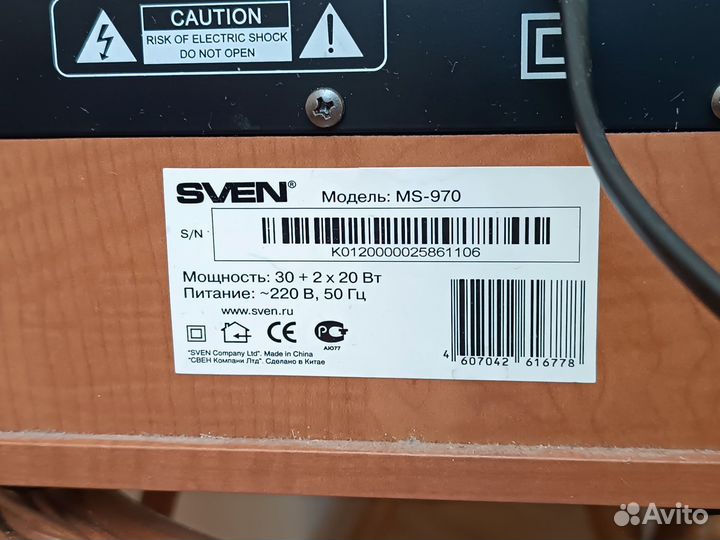 CAUTION
RISK OF ELECTRIC SHOCK
DO NOT OPEN
SVEN® Модель: MS-970
S/N
K0120000025861106
Мощность: 30 + 2 x 20 Вт
Питание: ~220 В, 50 Гц
www.sven.ru
CE РСТ
АЮ77
"SVEN Company Ltd". Made in China
"СВЕН Компани Лтд". Сделано в Китае
4 607042 616778
Avito